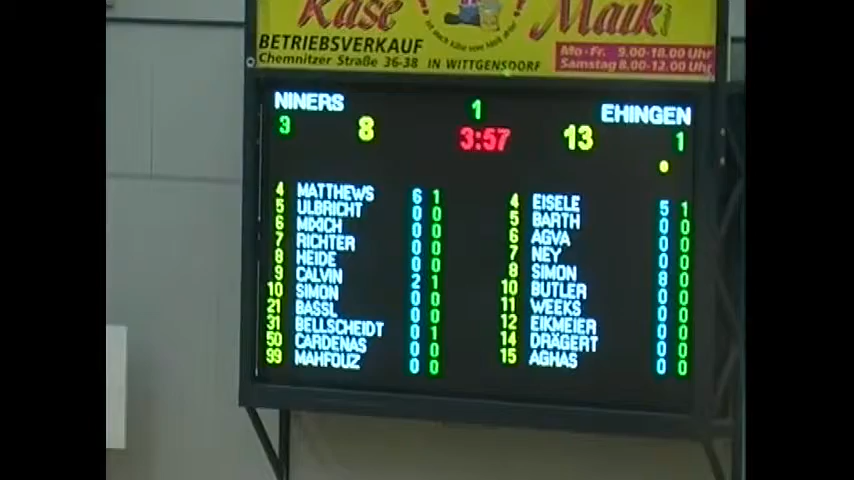 Käse
Maik
BETRIEBSVERKAUF
Chemnitzer Straße 36-38 IN WITTGENSDORF
Mo.-Fr. 9.00-18.00 Uhr
Samstag 8.00-12.00 Uhr
NINERS 1 EHINGEN
3 8 3:57 13 1
4 MATTHEWS 6 1
5 ULBRICHT 0 0
6 MIXICH 0 0
7 RICHTER 0 0
8 HEIDE 0 0
9 CALVIN 2 1
10 SIMON 0 0
21 BASSL 0 0
31 BELLSCHEIDT 0 1
50 CARDENAS 0 0
99 MAHFOUZ 0 0
4 EISELE 5 1
5 BARTH 0 0
6 AGVA 0 0
7 NEY 0 0
8 SIMON 8 0
10 BUTLER 0 0
11 WEEKS 0 0
12 EIKMEIER 0 0
14 DRÄGERT 0 0
15 AGHAS 0 0